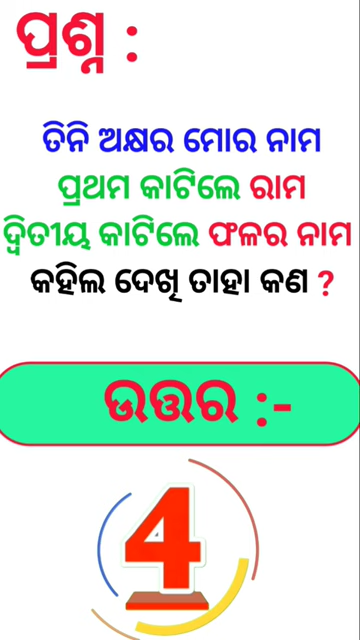 ପ୍ରଶ୍ନ :
ତିନି ଅକ୍ଷର ମୋର ନାମ
ପ୍ରଥମ କାଟିଲେ ରାମ
ଦ୍ୱିତୀୟ କାଟିଲେ ଫଳର ନାମ
କହିଲ ଦେଖି ତାହା କଣ ?
ଉତ୍ତର :-
4